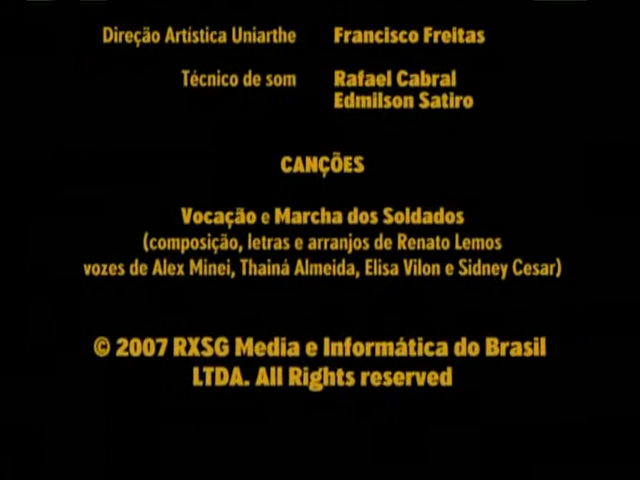 Direção Artística Uniarthe Francisco Freitas
Técnico de som Rafael Cabral
Edmilson Satiro
CANÇÕES
Vocação e Marcha dos Soldados
(composição, letras e arranjos de Renato Lemos
vozes de Alex Minei, Thainá Almeida, Elisa Vilon e Sidney Cesar)
© 2007 RXSG Media e Informática do Brasil
LTDA. All Rights reserved